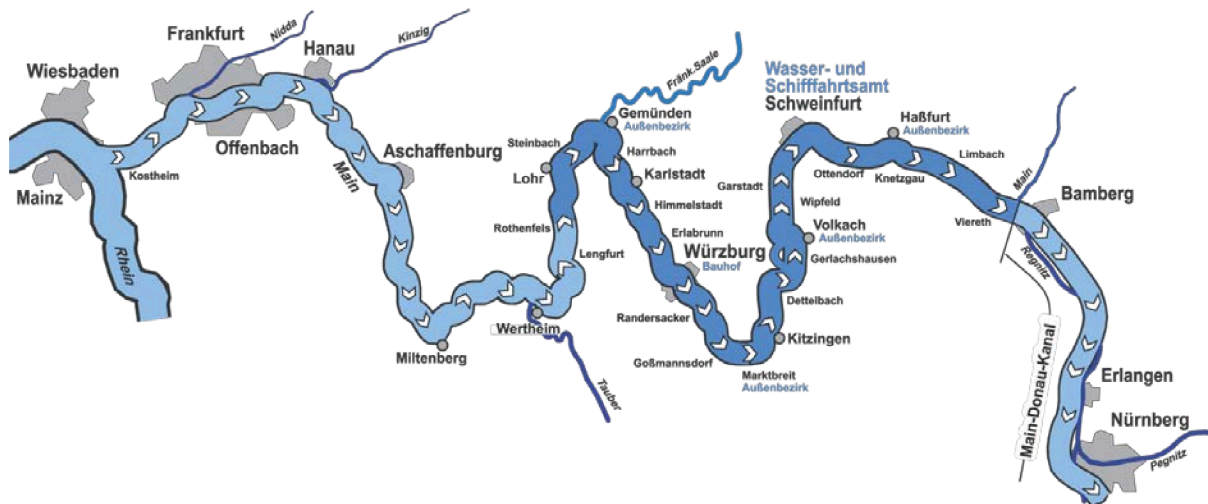 Wiesbaden
Frankfurt
Nidda
Hanau
Kinzig
Mainz
Kostheim
Offenbach
Rhein
Main
Aschaffenburg
Miltenberg
Wertheim
Tauber
Lengfurt
Rothenfels
Lohr
Steinbach
Fränk.Saale
Gemünden
Außenbezirk
Harrbach
Karlstadt
Himmelstadt
Erlabrunn
Würzburg
Bauhof
Randersacker
Goßmannsdorf
Marktbreit
Außenbezirk
Kitzingen
Dettelbach
Gerlachshausen
Volkach
Außenbezirk
Wipfeld
Garstadt
Wasser- und
Schifffahrtsamt
Schweinfurt
Ottendorf
Haßfurt
Außenbezirk
Knetzgau
Limbach
Viereth
Main
Bamberg
Regnitz
Main-Donau-Kanal
Erlangen
Nürnberg
Pegnitz